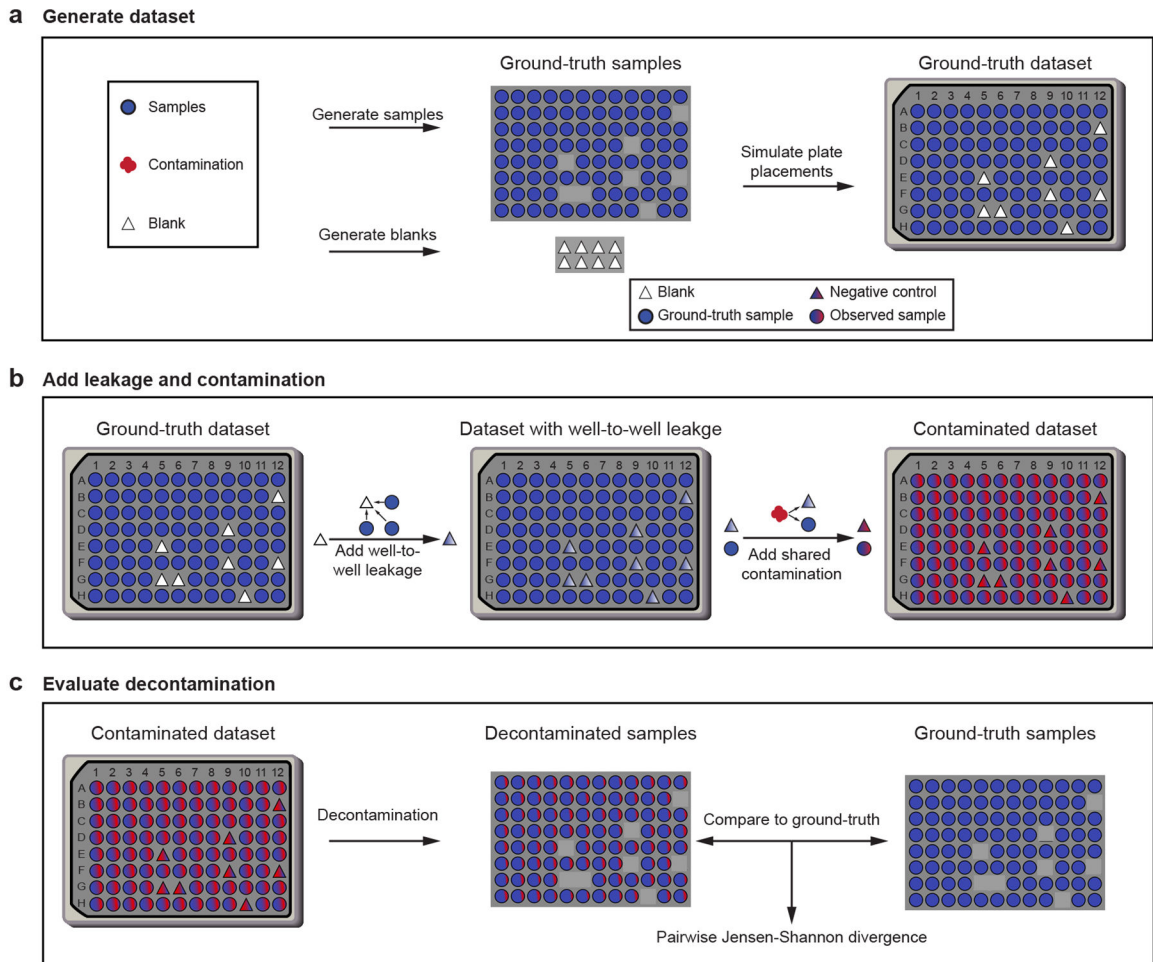 a Generate dataset
Samples
Contamination
Blank
Generate samples
Generate blanks
Ground-truth samples
Simulate plate
placements
Ground-truth dataset
1 2 3 4 5 6 7 8 9 10 11 12
A
B
C
D
E
F
G
H
Blank
Negative control
Ground-truth sample
Observed sample
b Add leakage and contamination
Ground-truth dataset
1 2 3 4 5 6 7 8 9 10 11 12
A
B
C
D
E
F
G
H
Add well-to-
well leakage
Dataset with well-to-well leakge
1 2 3 4 5 6 7 8 9 10 11 12
A
B
C
D
E
F
G
H
Add shared
contamination
Contaminated dataset
1 2 3 4 5 6 7 8 9 10 11 12
A
B
C
D
E
F
G
H
c Evaluate decontamination
Contaminated dataset
1 2 3 4 5 6 7 8 9 10 11 12
A
B
C
D
E
F
G
H
Decontamination
Decontaminated samples
Compare to ground-truth
Pairwise Jensen-Shannon divergence
Ground-truth samples